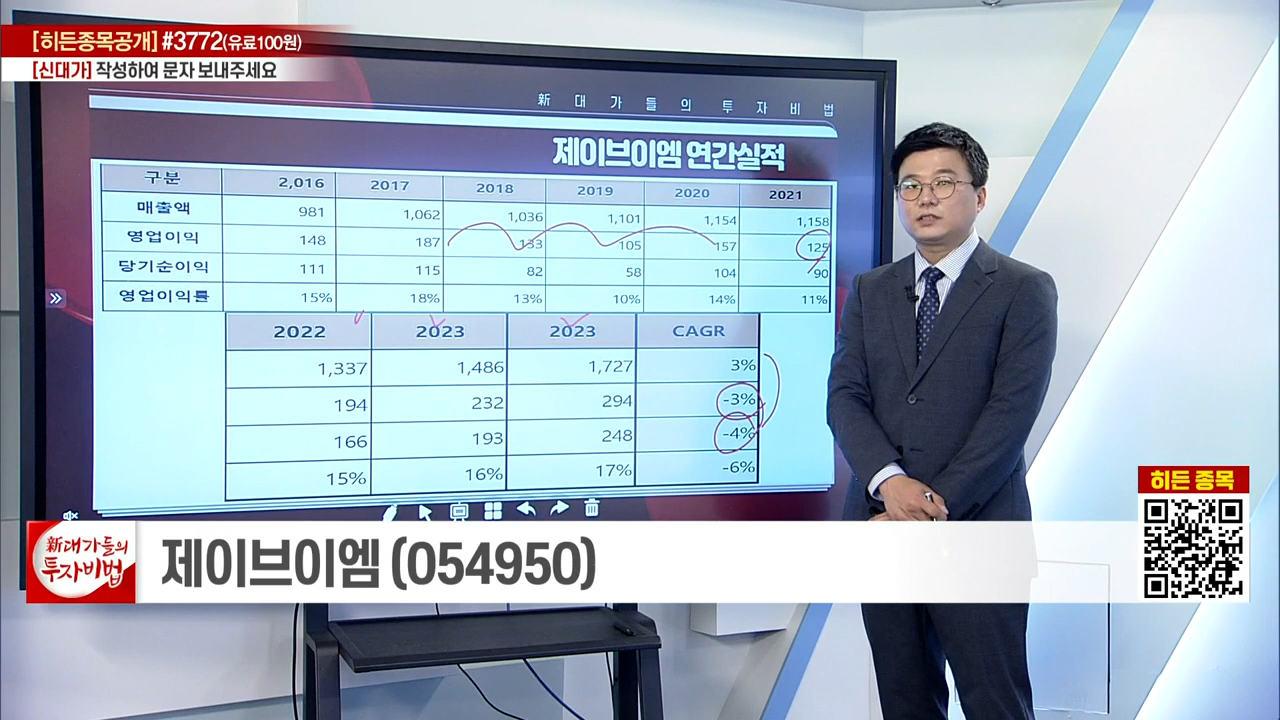 [히든종목공개] #3772(유료100원)
[신대가] 작성하여 문자 보내주세요
新 대 가 들 의 투 자 비 법
제이브이엠 연간실적
구분 2,016 2017 2018 2019 2020 2021
매출액 981 1,062 1,036 1,101 1,154 1,158
영업이익 148 187 133 105 157 125
당기순이익 111 115 82 58 104 90
영업이익률 15% 18% 13% 10% 14% 11%
2022 2023 2023 CAGR
1,337 1,486 1,727 3%
194 232 294 -3%
166 193 248 -4%
15% 16% 17% -6%
히든 종목
新대가들의
투자비법
제이브이엠 (054950)